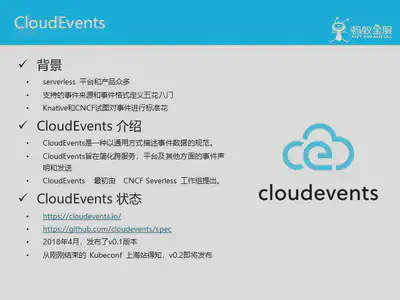 CloudEvents
蚂蚁金服
ANT FINANCIAL
✓ 背景
• serverless 平台和产品众多
• 支持的事件来源和事件格式定义五花八门
• Knative和CNCF试图对事件进行标准花
✓ CloudEvents 介绍
• CloudEvents是一种以通用方式描述事件数据的规范。
• CloudEvents旨在简化跨服务，平台及其他方面的事件声
明和发送
• CloudEvents 最初由 CNCF Severless 工作组提出。
cloudevents
✓ CloudEvents 状态
• https://cloudevents.io/
• https://github.com/cloudevents/spec
• 2018年4月，发布了v0.1版本
• 从刚刚结束的 Kubeconf 上海站得知，v0.2即将发布